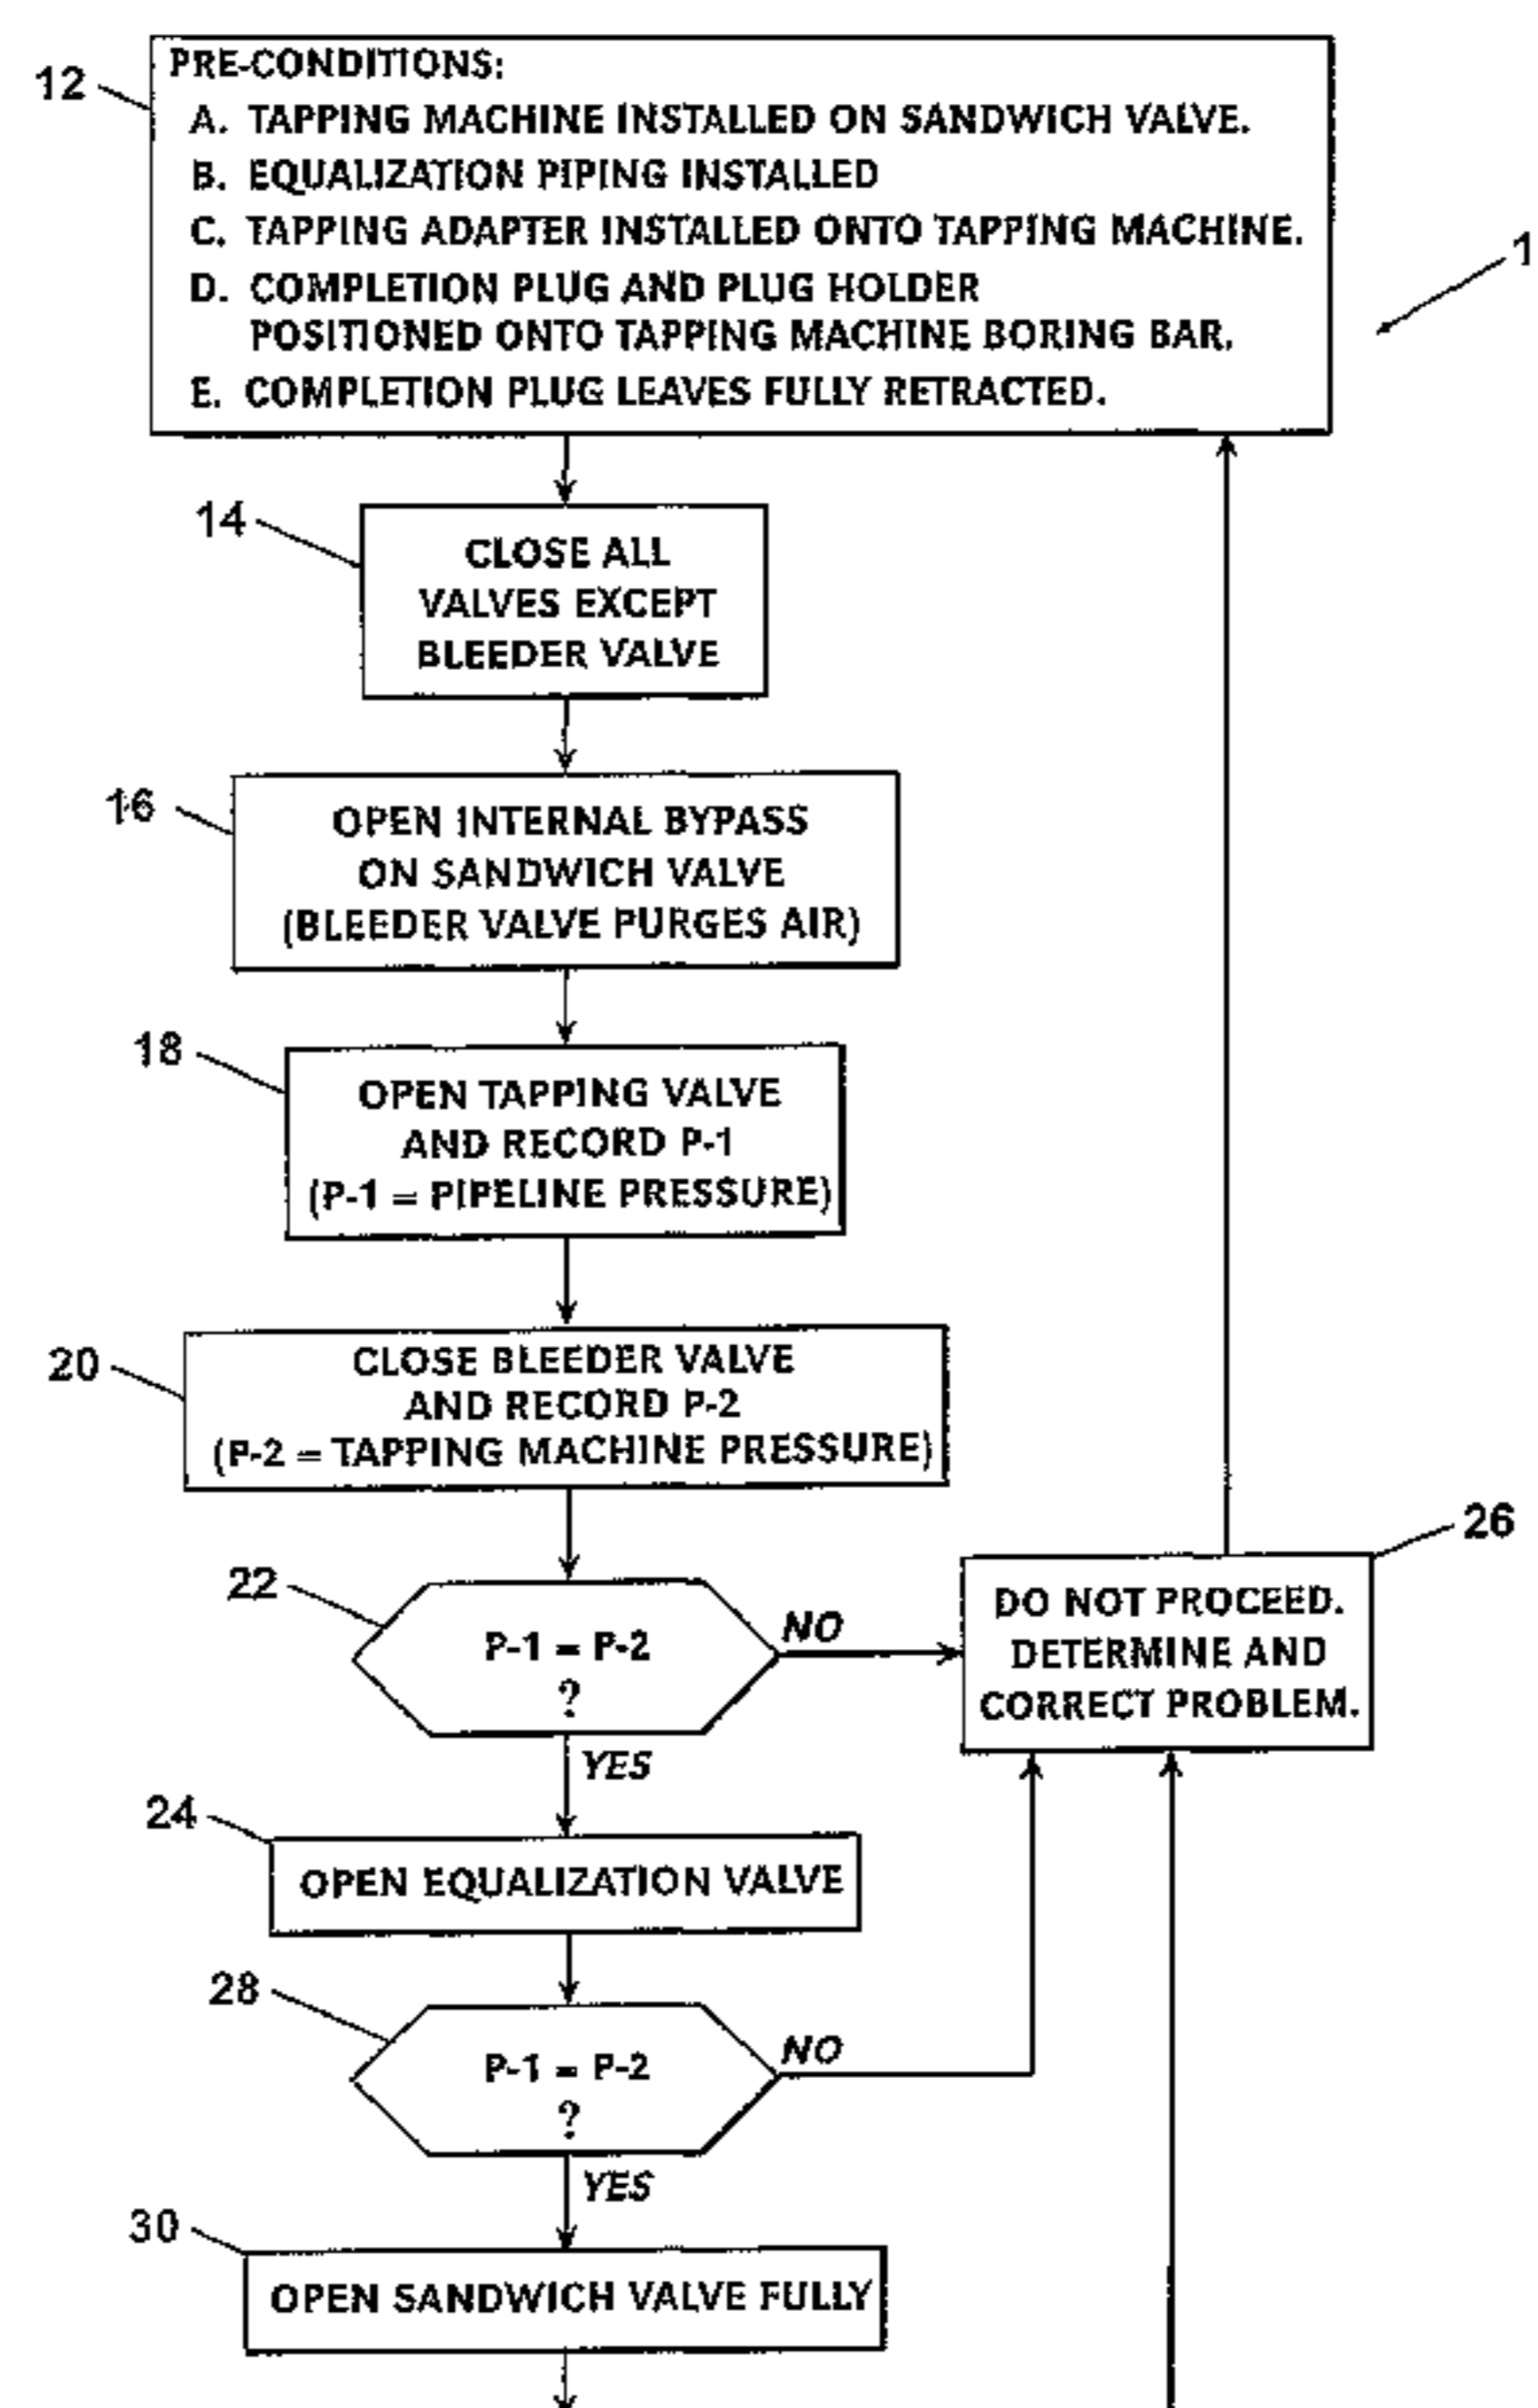 12
PRE-CONDITIONS:
A. TAPPING MACHINE INSTALLED ON SANDWICH VALVE.
B. EQUALIZATION PIPING INSTALLED
C. TAPPING ADAPTER INSTALLED ONTO TAPPING MACHINE.
D. COMPLETION PLUG AND PLUG HOLDER
POSITIONED ONTO TAPPING MACHINE BORING BAR.
E. COMPLETION PLUG LEAVES FULLY RETRACTED.
1
14
CLOSE ALL
VALVES EXCEPT
BLEEDER VALVE
16
OPEN INTERNAL BYPASS
ON SANDWICH VALVE
(BLEEDER VALVE PURGES AIR)
18
OPEN TAPPING VALVE
AND RECORD P-1
(P-1 = PIPELINE PRESSURE)
20
CLOSE BLEEDER VALVE
AND RECORD P-2
(P-2 = TAPPING MACHINE PRESSURE)
22
P-1 = P-2
?
NO
26
DO NOT PROCEED.
DETERMINE AND
CORRECT PROBLEM.
YES
24
OPEN EQUALIZATION VALVE
28
P-1 = P-2
?
NO
YES
30
OPEN SANDWICH VALVE FULLY